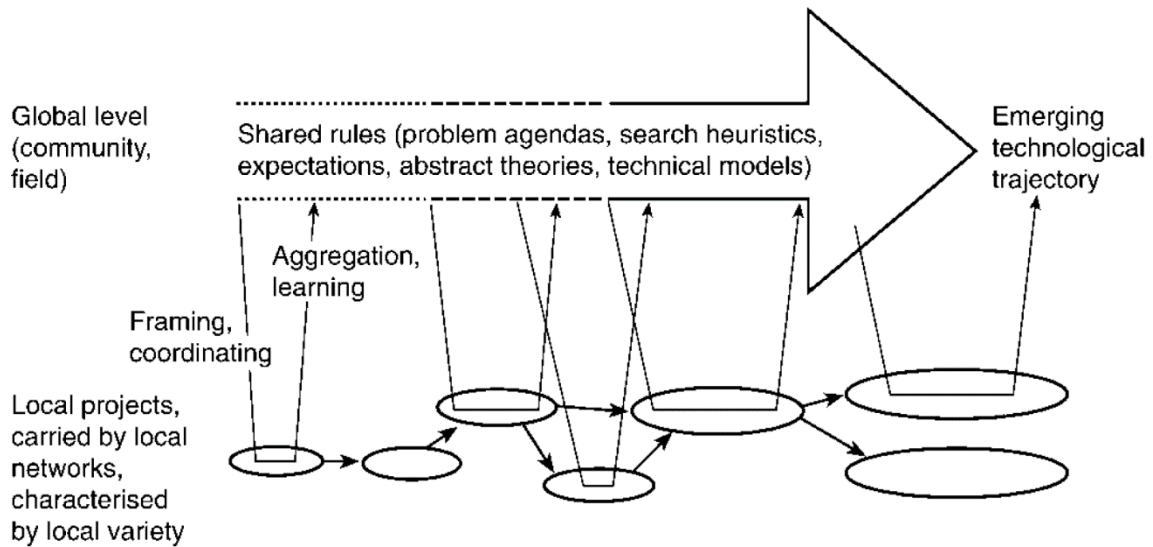 Global level
(community,
field)
Shared rules (problem agendas, search heuristics,
expectations, abstract theories, technical models)
Emerging
technological
trajectory
Aggregation,
learning
Framing,
coordinating
Local projects,
carried by local
networks,
characterised
by local variety